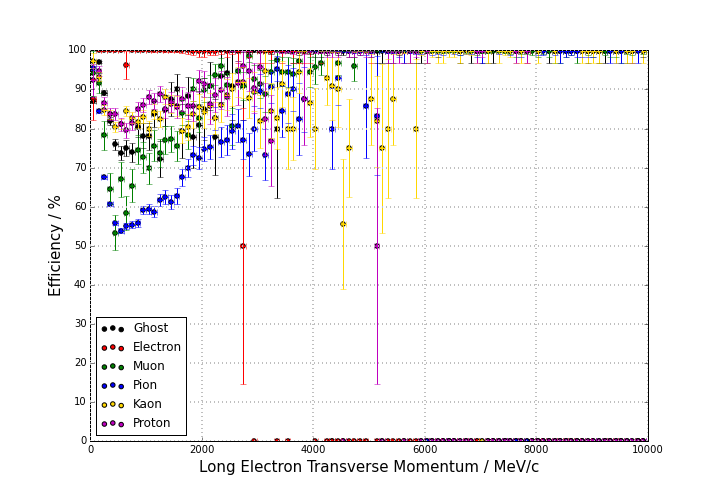 100
90
80
70
60
50
40
30
20
10
0
Efficiency / %
Ghost
Electron
Muon
Pion
Kaon
Proton
0 2000 4000 6000 8000 10000
Long Electron Transverse Momentum / MeV/c